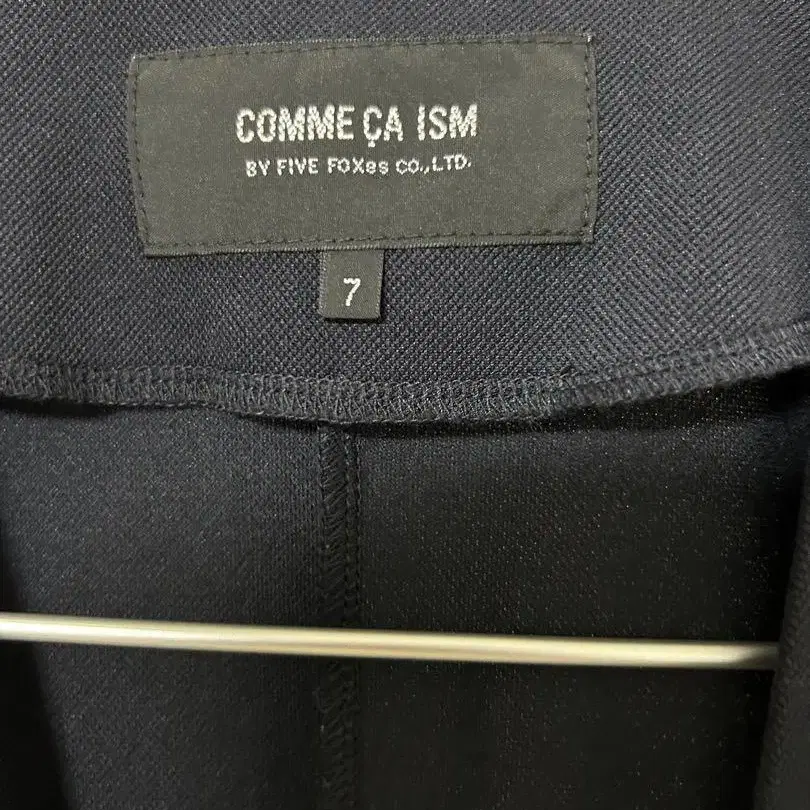 COMME ÇA ISM
BY FIVE FOXes CO.,LTD.
7